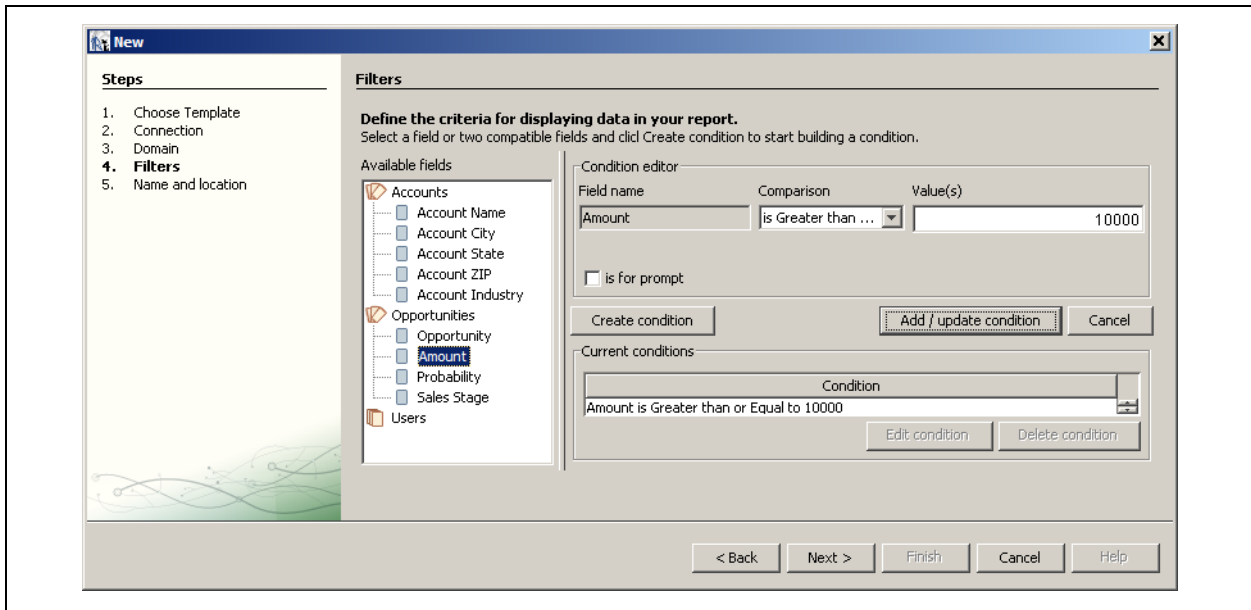 New
Steps
1. Choose Template
2. Connection
3. Domain
4. Filters
5. Name and location
Filters
Define the criteria for displaying data in your report.
Select a field or two compatible fields and clicl Create condition to start building a condition.
Available fields
Accounts
Account Name
Account City
Account State
Account ZIP
Account Industry
Opportunities
Opportunity
Amount
Probability
Sales Stage
Users
Condition editor
Field name Comparison Value(s)
Amount is Greater than ... 10000
is for prompt
Create condition Add / update condition Cancel
Current conditions
Condition
Amount is Greater than or Equal to 10000
Edit condition Delete condition
< Back Next > Finish Cancel Help